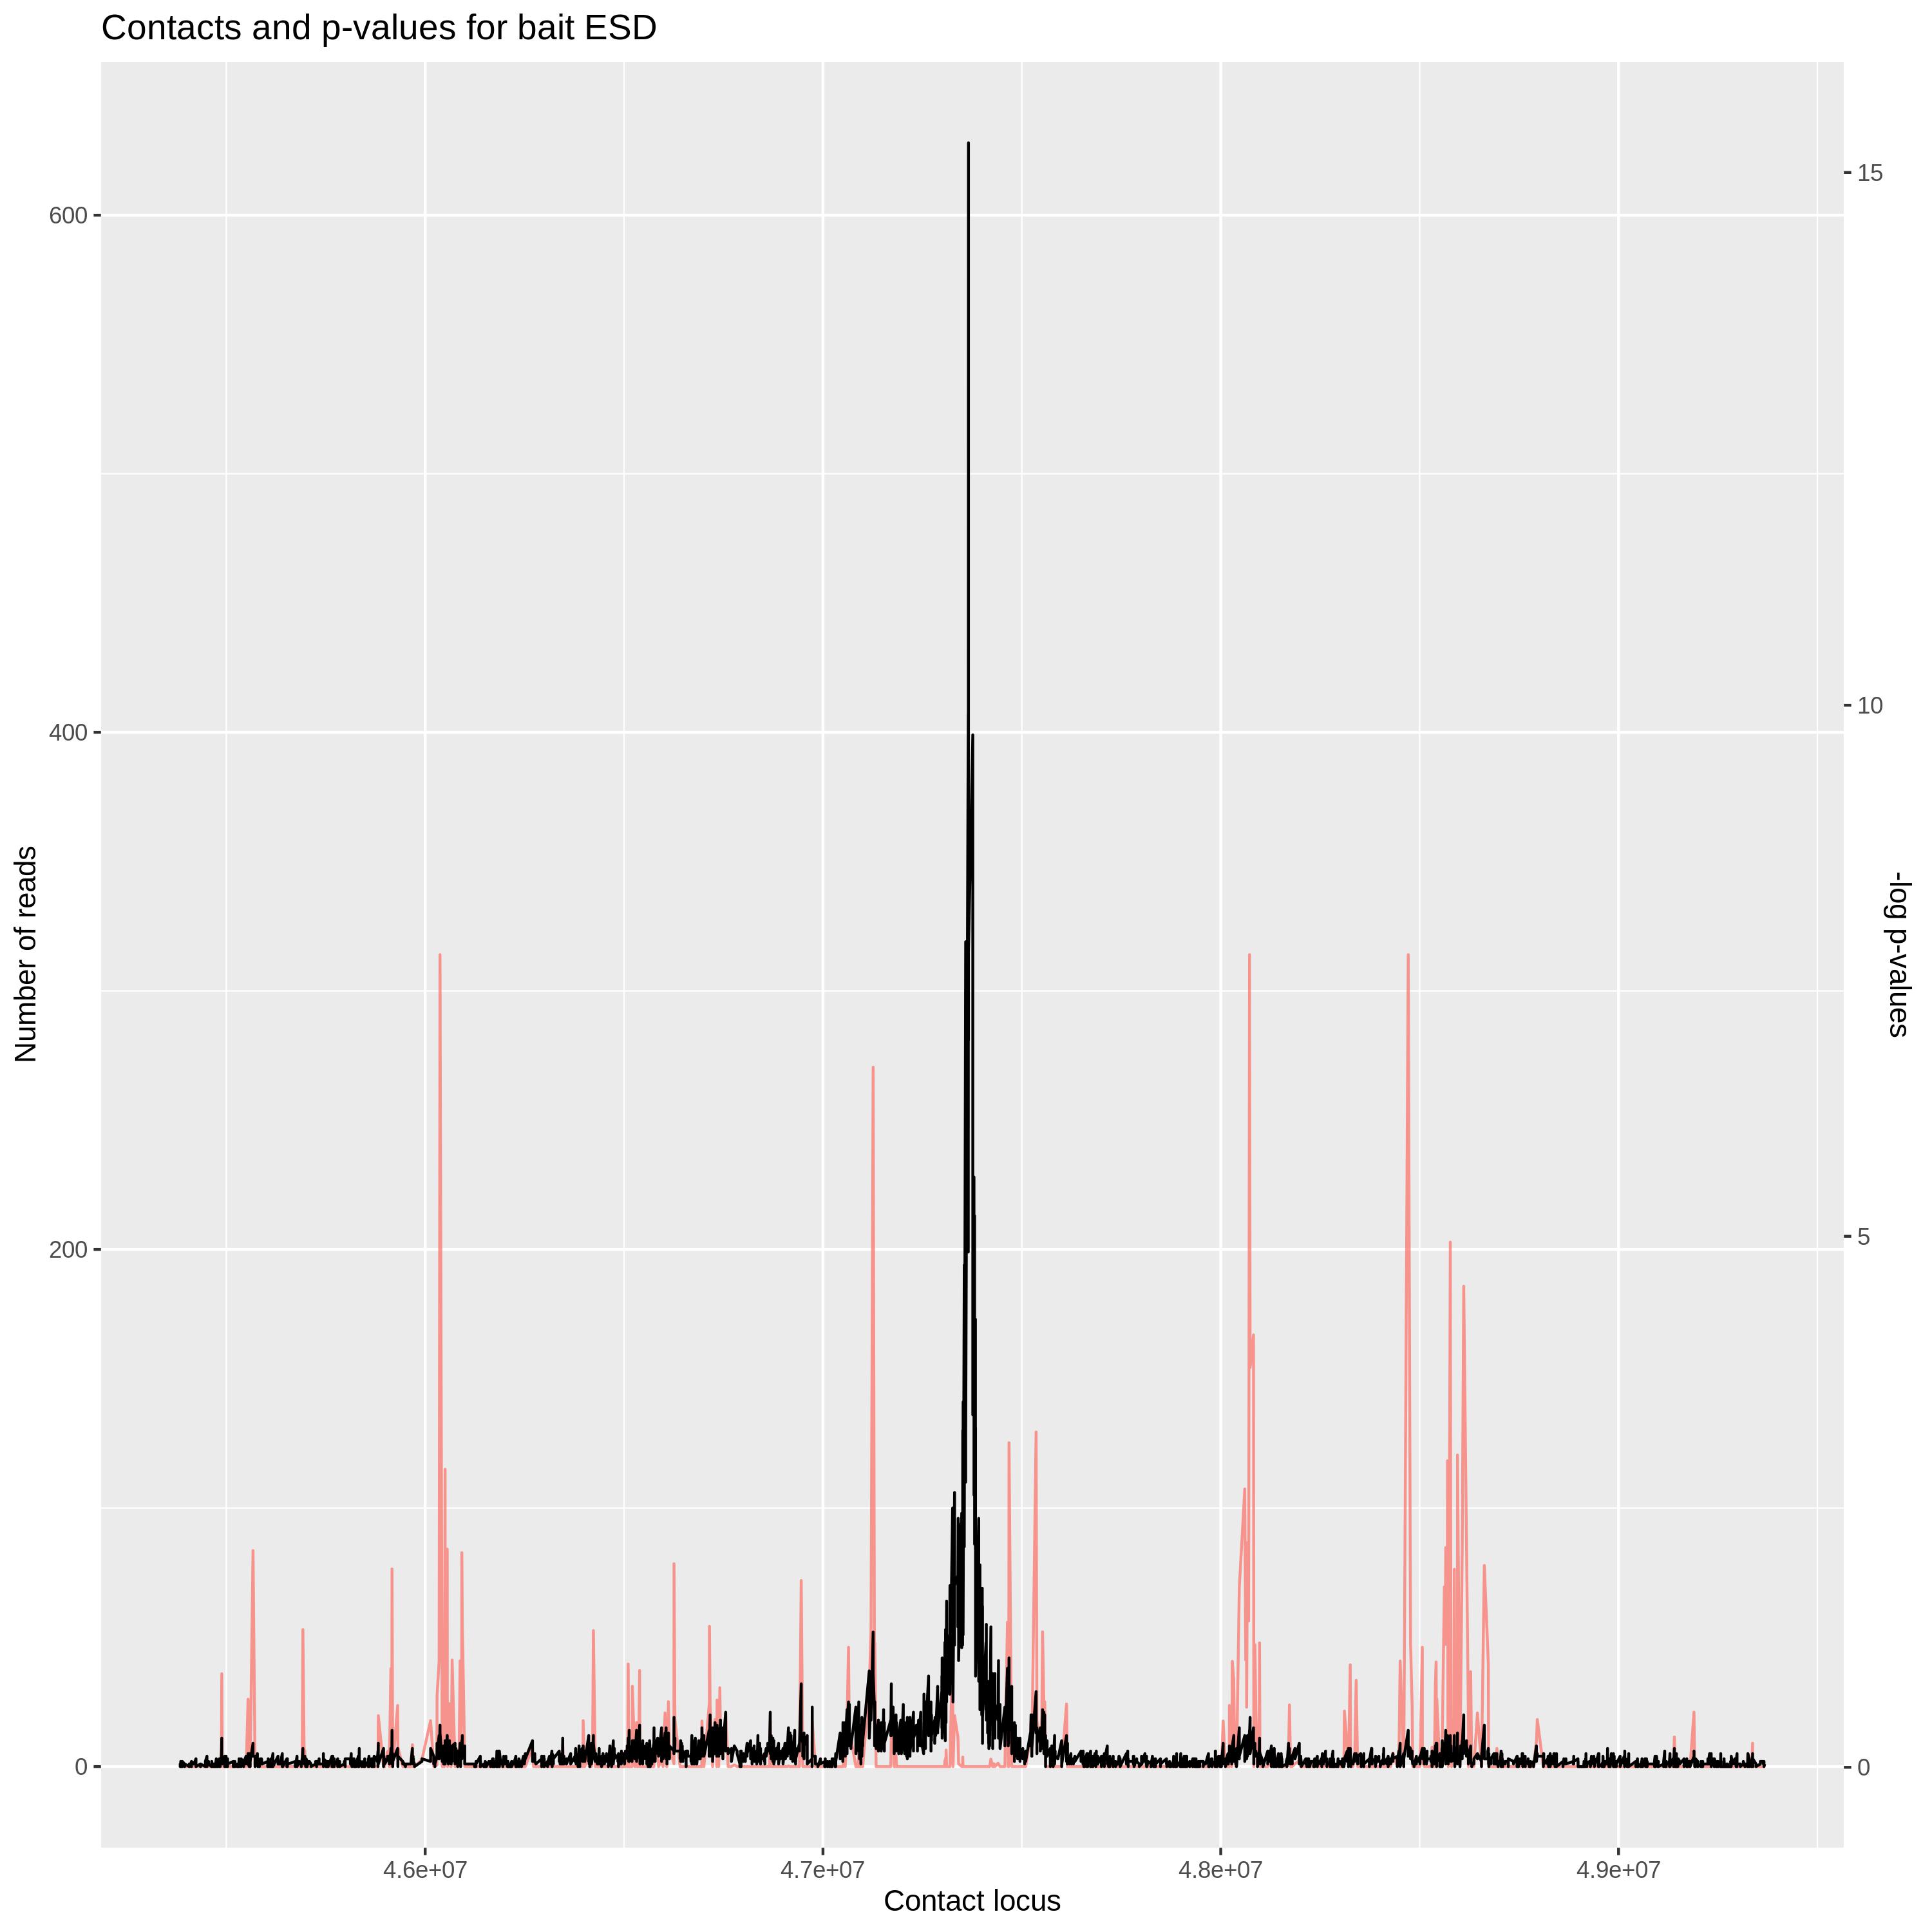 Contacts and p-values for bait ESD
600
400
200
0
Number of reads
15
10
5
0
-log p-values
4.6e+07
4.7e+07
4.8e+07
4.9e+07
Contact locus